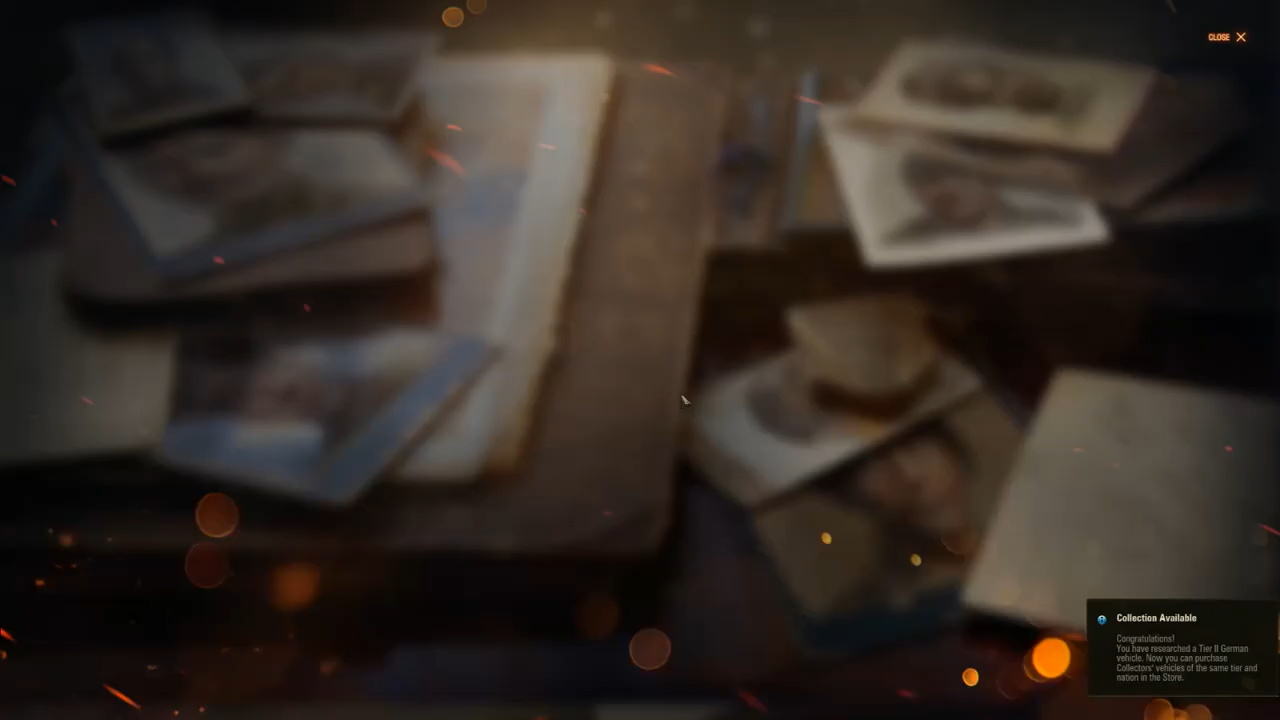 CLOSE
Collection Available
Congratulations!
You have researched a Tier II German
vehicle. Now you can purchase
Collectors' vehicles of the same tier and
nation in the Store.